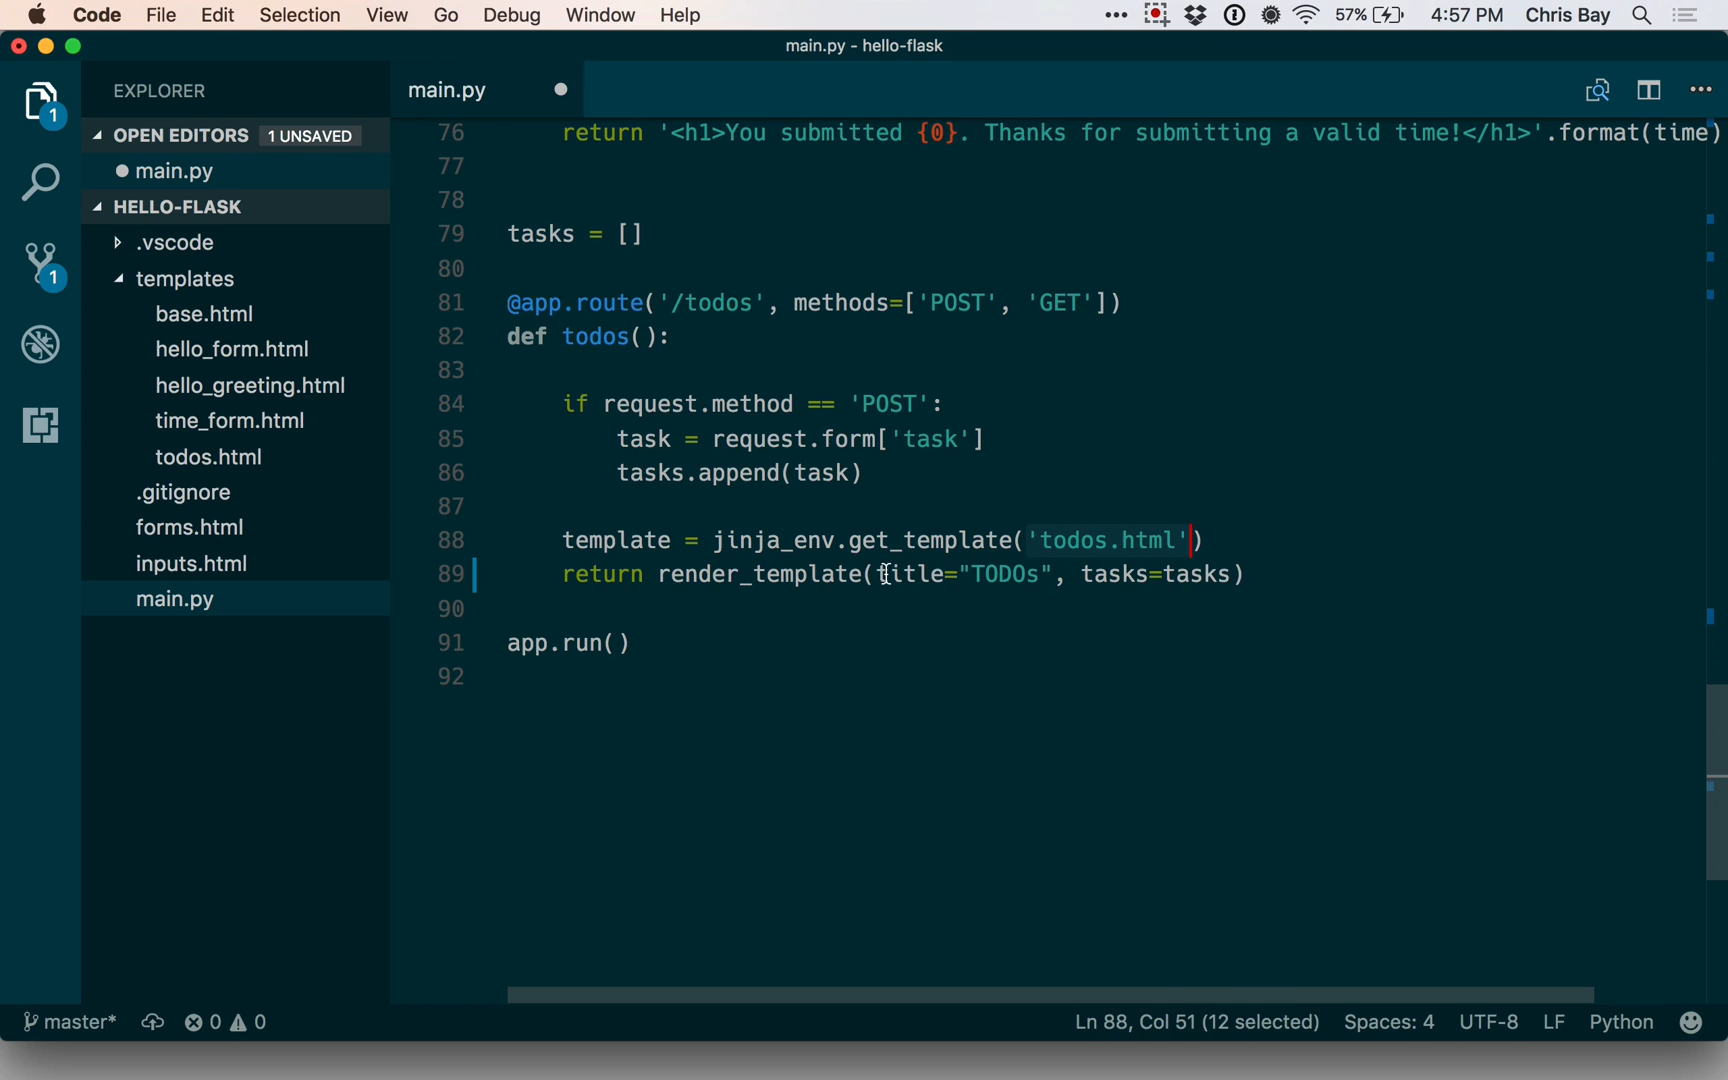 Code File Edit Selection View Go Debug Window Help 57% 4:57 PM Chris Bay
main.py - hello-flask
EXPLORER
OPEN EDITORS 1 UNSAVED
main.py
HELLO-FLASK
.vscode
templates
base.html
hello_form.html
hello_greeting.html
time_form.html
todos.html
.gitignore
forms.html
inputs.html
main.py
1
1
main.py
76 return '<h1>You submitted {0}. Thanks for submitting a valid time!</h1>'.format(time)
77
78
79 tasks = []
80
81 @app.route('/todos', methods=['POST', 'GET'])
82 def todos():
83
84 if request.method == 'POST':
85 task = request.form['task']
86 tasks.append(task)
87
88 template = jinja_env.get_template('todos.html')
89 return render_template(title="TODOs", tasks=tasks)
90
91 app.run()
92
master* 0 0 Ln 88, Col 51 (12 selected) Spaces: 4 UTF-8 LF Python